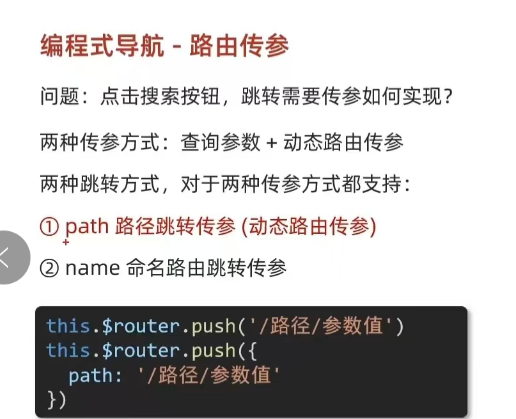 编程式导航 - 路由传参
问题：点击搜索按钮，跳转需要传参如何实现？
两种传参方式：查询参数 + 动态路由传参
两种跳转方式，对于两种传参方式都支持：
① path 路径跳转传参 (动态路由传参)
② name 命名路由跳转传参
this.$router.push('/路径/参数值')
this.$router.push({
  path: '/路径/参数值'
})